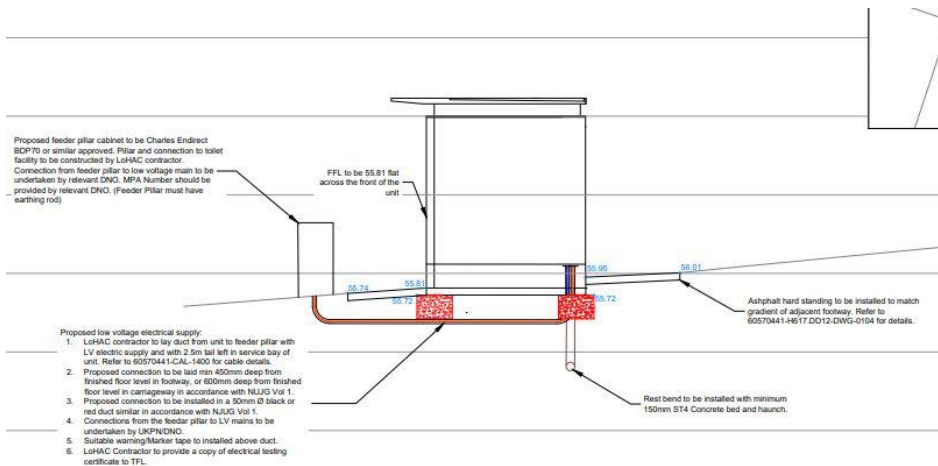 Proposed feeder pillar cabinet to be Charles Endirect
BDP70 or similar approved. Pillar and connection to toilet
facility to be constructed by LoHAC contractor.
Connection from feeder pillar to low voltage main to be
undertaken by relevant DNO. MPA Number should be
provided by relevant DNO. (Feeder Pillar must have
earthing rod)
FFL to be 55.81 flat
across the front of the
unit
55.74
55.81
55.72
55.95
56.01
55.72
Ashphalt hard standing to be installed to match
gradient of adjacent footway. Refer to
60570441-H617.DD12-DWG-0104 for details.
Proposed low voltage electrical supply:
1. LoHAC contractor to lay duct from unit to feeder pillar with
LV electric supply and with 2.5m tail left in service bay of
unit. Refer to 60570441-CAL-1400 for cable details.
2. Proposed connection to be laid min 450mm deep from
finished floor level in footway, or 600mm deep from finished
floor level in carriageway in accordance with NUJG Vol 1.
3. Proposed connection to be installed in a 50mm Ø black or
red duct similar in accordance with NJUG Vol 1.
4. Connections from the feedar pillar to LV mains to be
undertaken by UKPN/DNO.
5. Suitable warning/Marker tape to installed above duct.
6. LoHAC Contractor to provide a copy of electrical testing
certificate to TFL.
Rest bend to be installed with minimum
150mm ST4 Concrete bed and haunch.